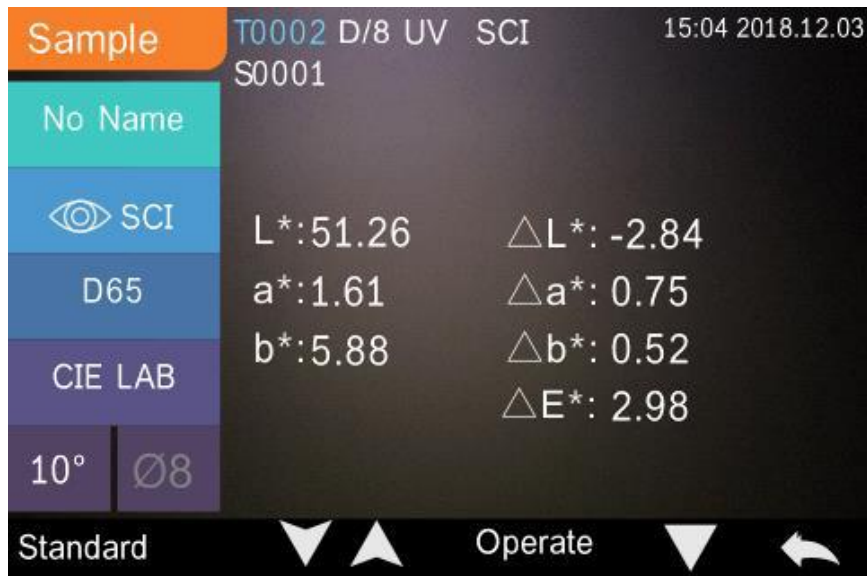 Sample
T0002 D/8 UV SCI
15:04 2018.12.03
S0001
No Name
SCI
D65
CIE LAB
10° Ø8
L*:51.26 △L*: -2.84
a*:1.61 △a*: 0.75
b*:5.88 △b*: 0.52
△E*: 2.98
Standard
Operate